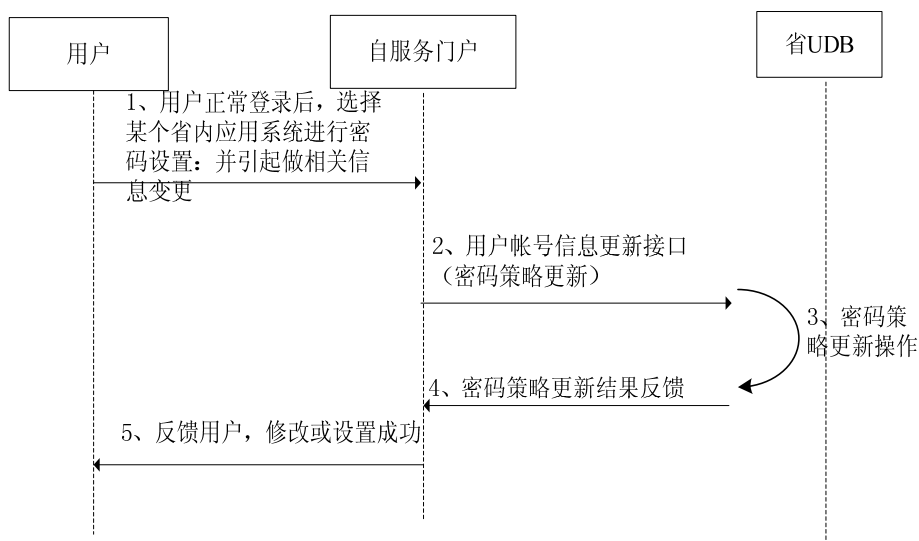 用户
自服务门户
省UDB
1、用户正常登录后，选择
某个省内应用系统进行密
码设置：并引起做相关信
息变更
2、用户帐号信息更新接口
（密码策略更新）
3、密码策
略更新操作
4、密码策略更新结果反馈
5、反馈用户，修改或设置成功